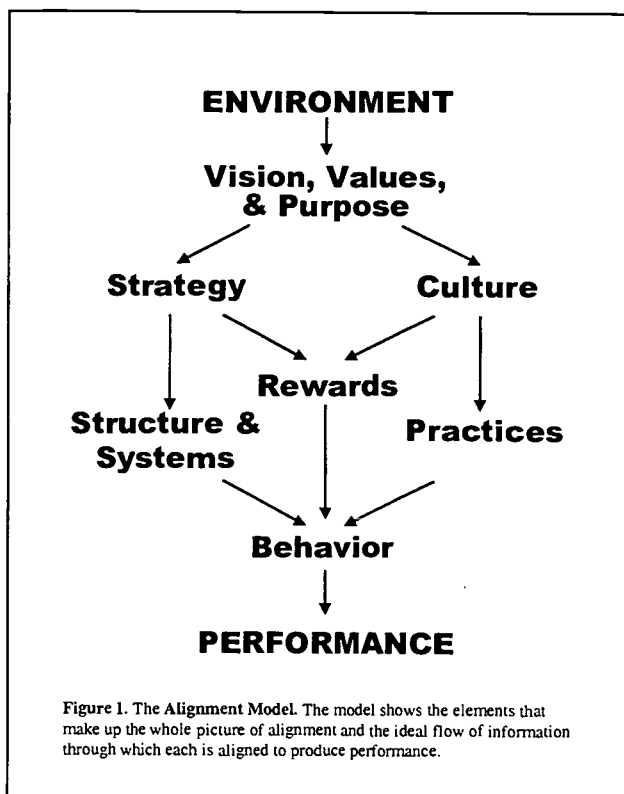 ENVIRONMENT
Vision, Values,
& Purpose
Strategy
Culture
Rewards
Structure &
Systems
Practices
Behavior
PERFORMANCE
Figure 1. The Alignment Model. The model shows the elements that
make up the whole picture of alignment and the ideal flow of information
through which each is aligned to produce performance.